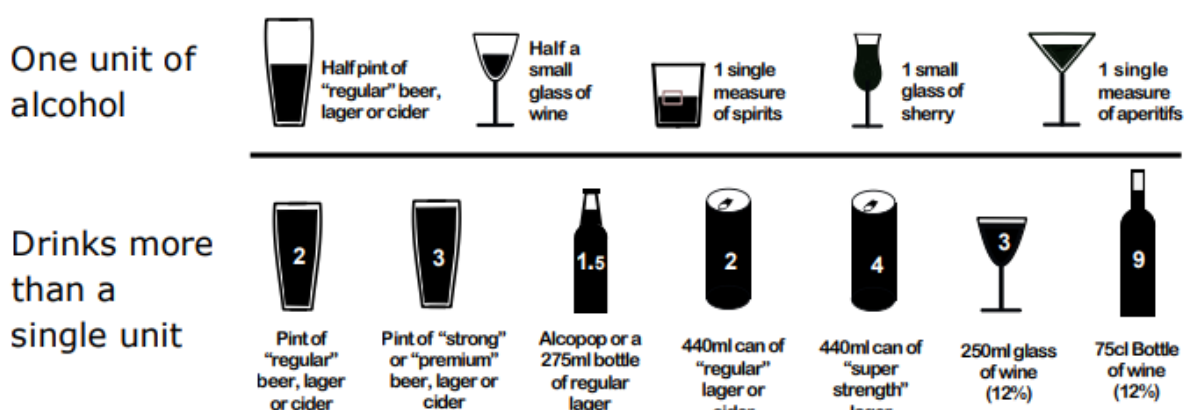 One unit of
alcohol
Half pint of
“regular” beer,
lager or cider
Half a
small
glass of
wine
1 single
measure
of spirits
1 small
glass of
sherry
1 single
measure
of aperitifs
Drinks more
than a
single unit
2
Pint of
“regular”
beer, lager
or cider
3
Pint of “strong”
or “premium”
beer, lager or
cider
1.5
Alcopop or a
275ml bottle
of regular
lager
2
440ml can of
“regular”
lager or
cider
4
440ml can of
“super
strength”
lager
3
250ml glass
of wine
(12%)
9
75cl Bottle
of wine
(12%)